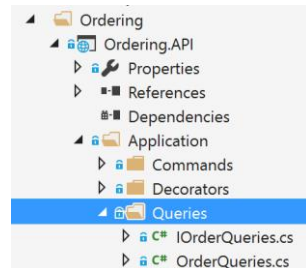 Ordering
Ordering.API
Properties
References
Dependencies
Application
Commands
Decorators
Queries
C# IOrderQueries.cs
C# OrderQueries.cs